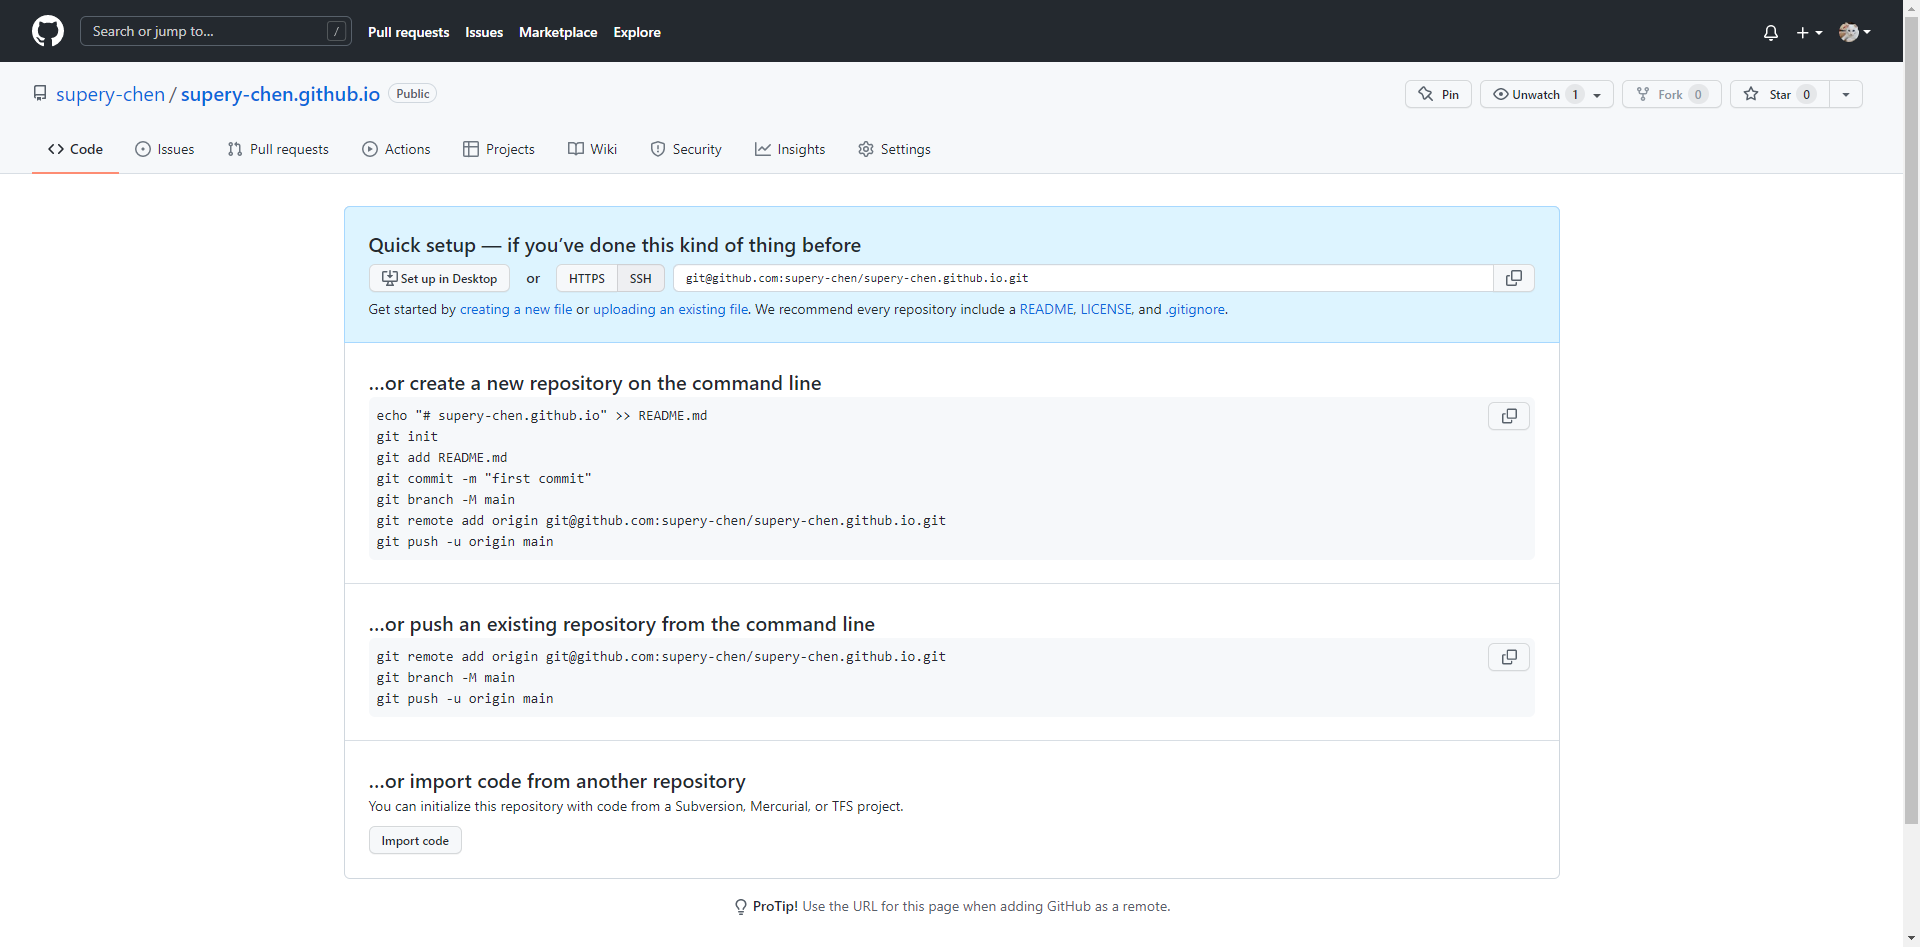 Search or jump to... /
Pull requests Issues Marketplace Explore
supery-chen / supery-chen.github.io Public
Pin Unwatch 1 Fork 0 Star 0
Code Issues Pull requests Actions Projects Wiki Security Insights Settings
Quick setup — if you’ve done this kind of thing before
Set up in Desktop or HTTPS SSH git@github.com:supery-chen/supery-chen.github.io.git
Get started by creating a new file or uploading an existing file. We recommend every repository include a README, LICENSE, and .gitignore.
…or create a new repository on the command line
echo "# supery-chen.github.io" >> README.md
git init
git add README.md
git commit -m "first commit"
git branch -M main
git remote add origin git@github.com:supery-chen/supery-chen.github.io.git
git push -u origin main
…or push an existing repository from the command line
git remote add origin git@github.com:supery-chen/supery-chen.github.io.git
git branch -M main
git push -u origin main
…or import code from another repository
You can initialize this repository with code from a Subversion, Mercurial, or TFS project.
Import code
ProTip! Use the URL for this page when adding GitHub as a remote.